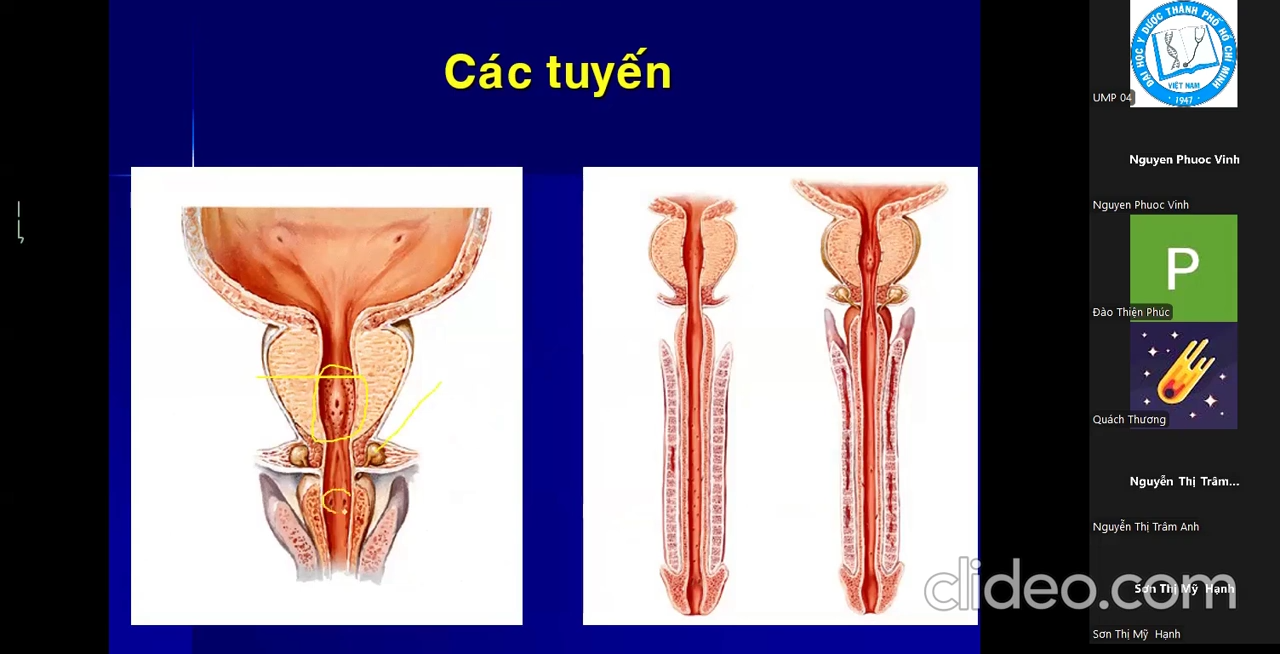 Các tuyến
ĐẠI HỌC Y DƯỢC THÀNH PHỐ HỒ CHÍ MINH
VIỆT NAM
1947
UMP 04
Nguyen Phuoc Vinh
Nguyen Phuoc Vinh
P
Đào Thiện Phúc
Quách Thương
Nguyễn Thị Trâm...
Nguyễn Thị Trâm Anh
Sơn Thị Mỹ Hạnh
clideo.com
Sơn Thị Mỹ Hạnh